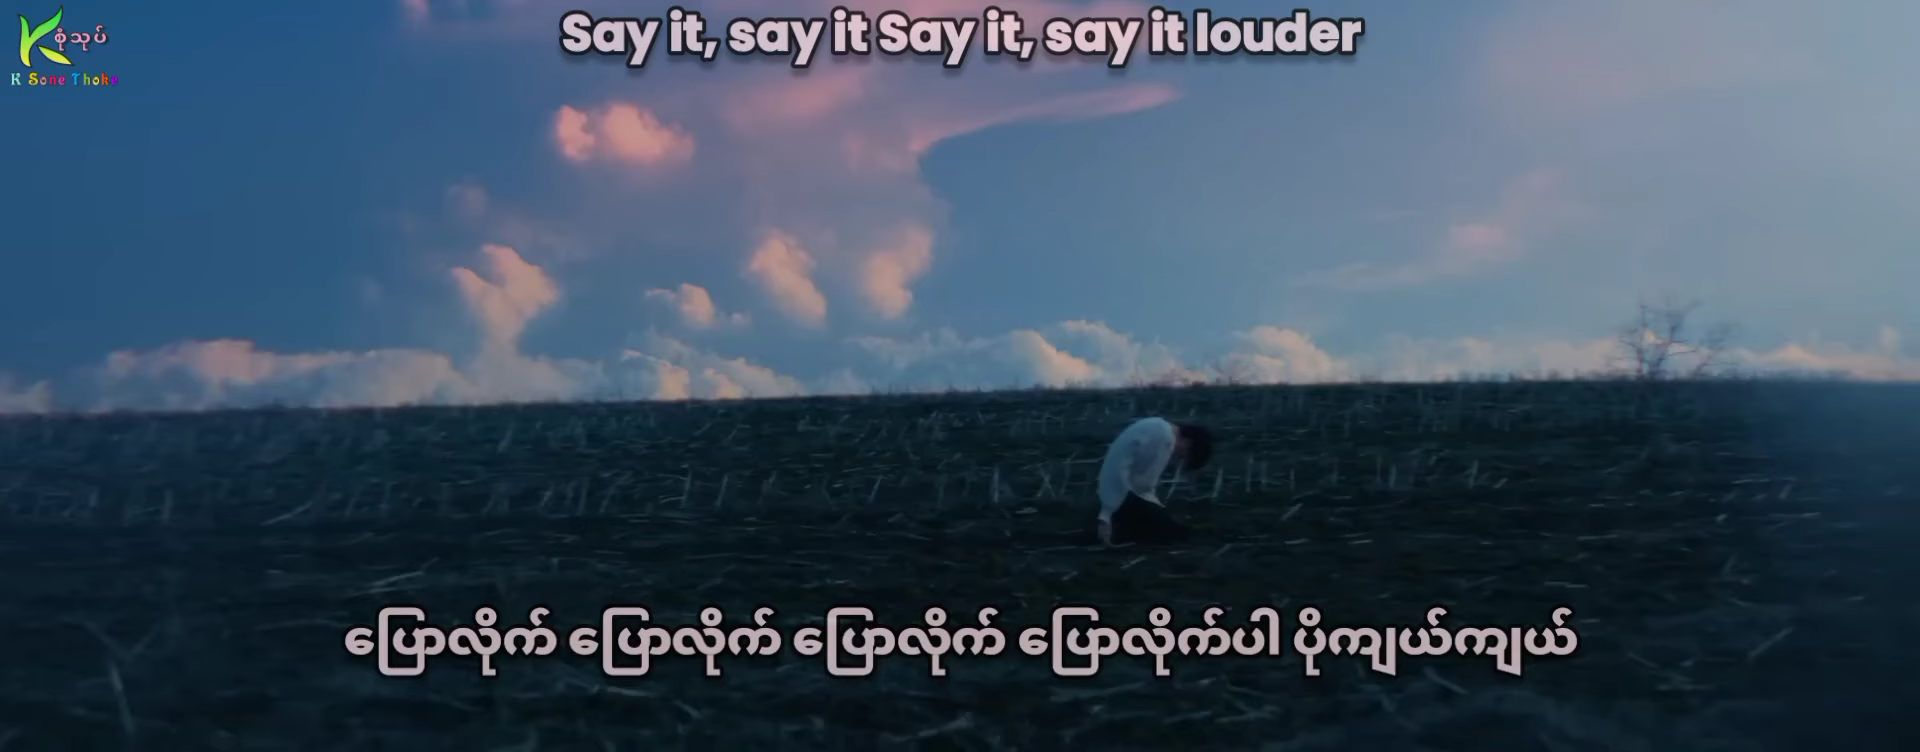 Say it, say it Say it, say it louder
စုံသုပ်
K Sone Thoke
ပြောလိုက် ပြောလိုက် ပြောလိုက် ပြောလိုက်ပါ ပိုကျယ်ကျယ်